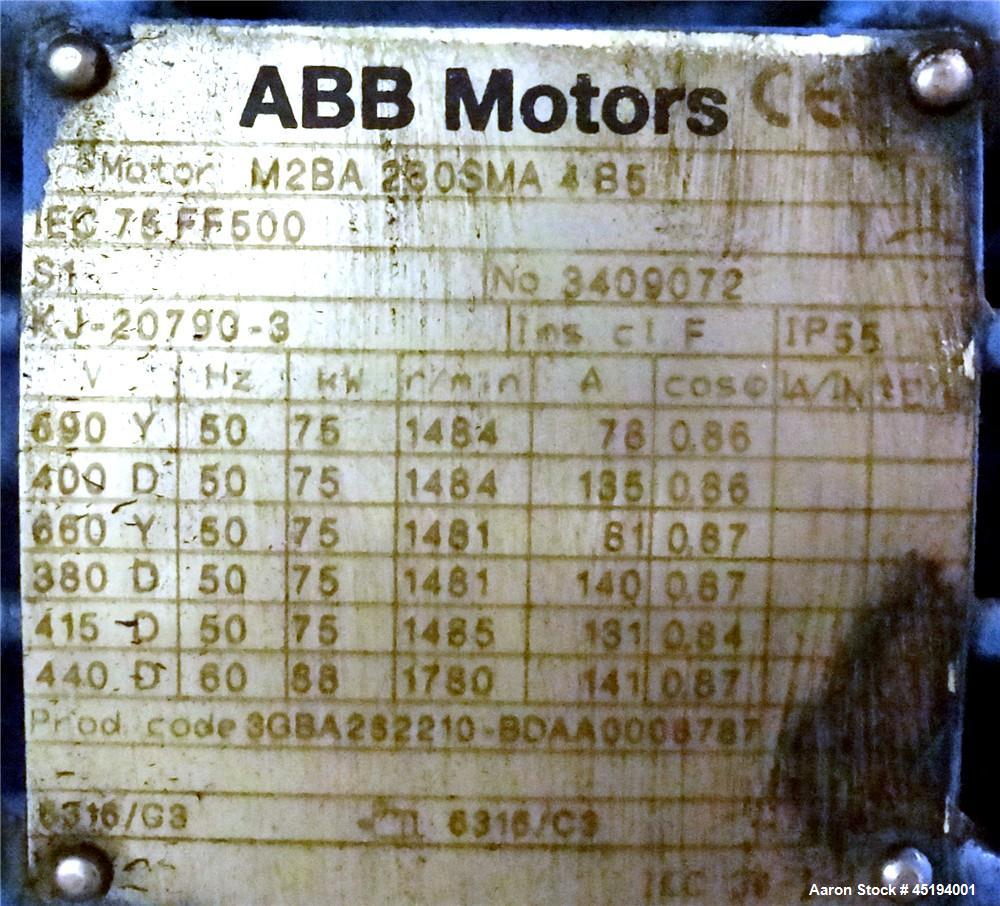 ABB Motors CE
Motor M2BA 280SMA 4 B5
IEC 75 FF500
S1 No 3409072
KJ-20790-3 Ins cl F IP55
V Hz kW r/min A cosφ IA/IN
690 Y 50 75 1484 78 0.86
400 D 50 75 1484 135 0.86
660 Y 50 75 1481 81 0.87
380 D 50 75 1481 140 0.87
415 D 50 75 1485 131 0.84
440 D 60 88 1780 141 0.87
Prod code 3GBA282210-BDAA0008787
6316/C3 6316/C3
IEC
Aaron Stock # 45194001